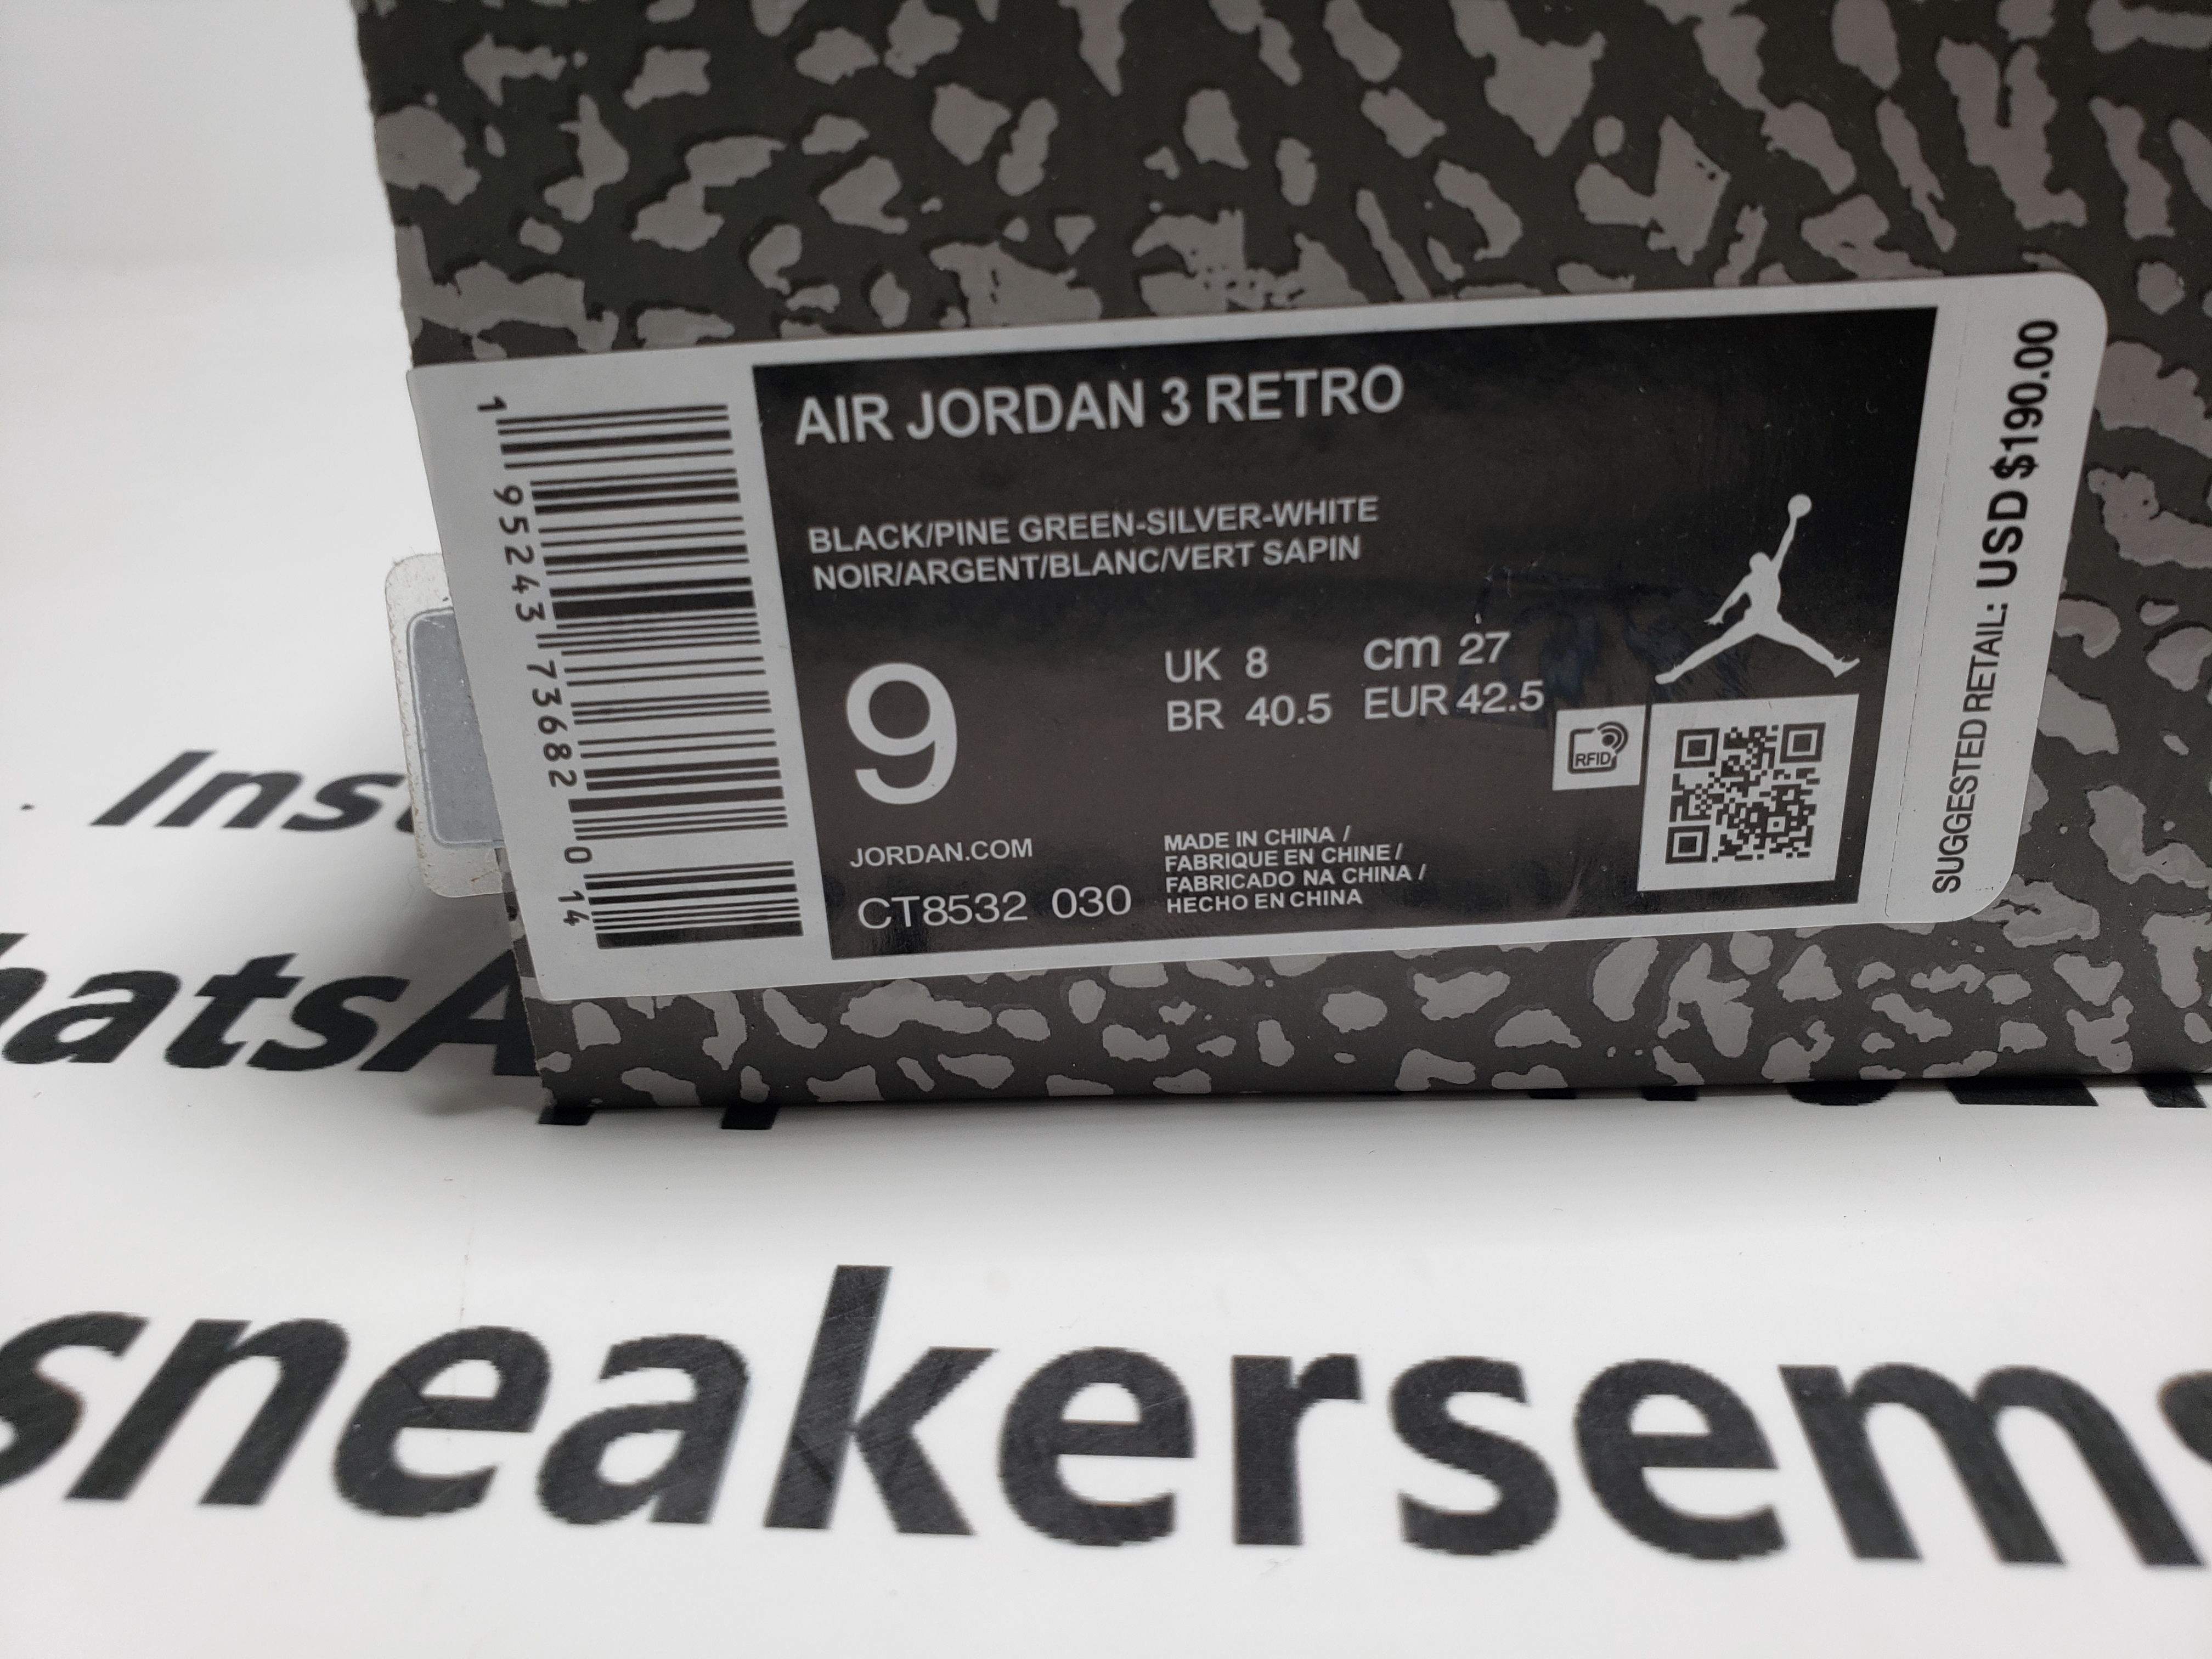 AIR JORDAN 3 RETRO
BLACK/PINE GREEN-SILVER-WHITE
NOIR/ARGENT/BLANC/VERT SAPIN
9
UK 8 cm 27
BR 40.5 EUR 42.5
JORDAN.COM
CT8532 030
MADE IN CHINA /
FABRIQUE EN CHINE /
FABRICADO NA CHINA /
HECHO EN CHINA
RFID
SUGGESTED RETAIL: USD $190.00
1 95243 73682 0 14
sneakersems